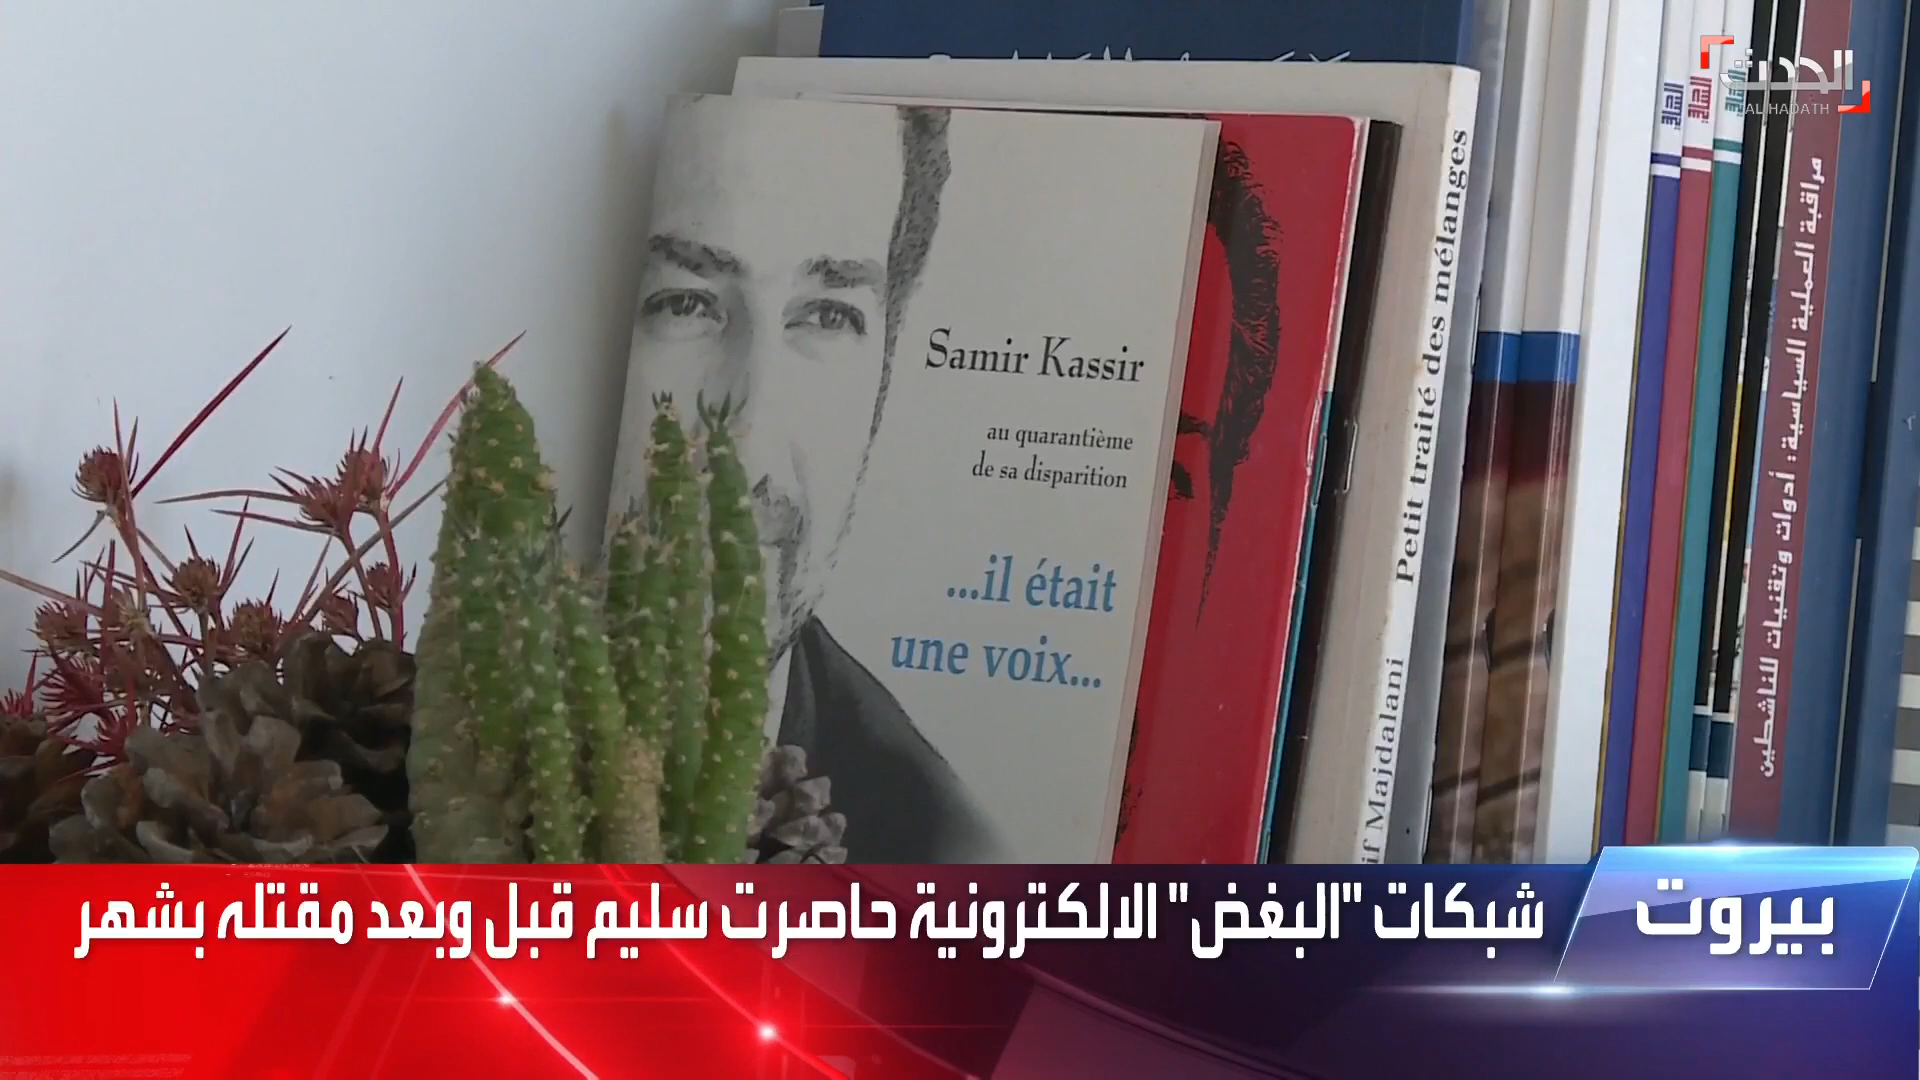 الحدث
AL HADATH
Samir Kassir
au quarantième
de sa disparition
...il était
une voix...
Petit traité des mélanges
if Majdalani
مراقبة العملية السياسية: أدوات وتقنيات للناشطين
بيروت
شبكات "البغض" الالكترونية حاصرت سليم قبل وبعد مقتله بشهر